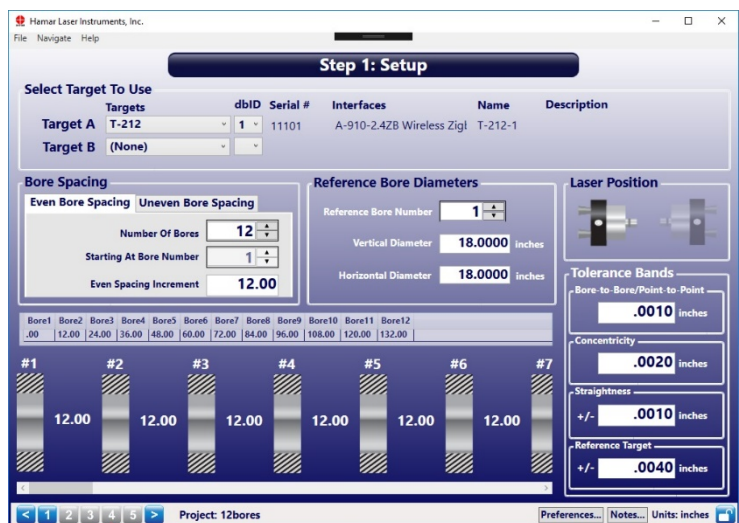 Hamar Laser Instruments, Inc.
File Navigate Help
Step 1: Setup
Select Target To Use
Targets dbID Serial # Interfaces Name Description
Target A T-212 1 11101 A-910-2.4ZB Wireless Zigl T-212-1
Target B (None)
Bore Spacing
Even Bore Spacing Uneven Bore Spacing
Number Of Bores 12
Starting At Bore Number 1
Even Spacing Increment 12.00
Reference Bore Diameters
Reference Bore Number 1
Vertical Diameter 18.0000 inches
Horizontal Diameter 18.0000 inches
Laser Position
Tolerance Bands
Bore-to-Bore/Point-to-Point
.0010 inches
Concentricity
.0020 inches
Straightness
+/- .0010 inches
Reference Target
+/- .0040 inches
Bore1 Bore2 Bore3 Bore4 Bore5 Bore6 Bore7 Bore8 Bore9 Bore10 Bore11 Bore12
.00 12.00 24.00 36.00 48.00 60.00 72.00 84.00 96.00 108.00 120.00 132.00
#1 #2 #3 #4 #5 #6 #7
12.00 12.00 12.00 12.00 12.00 12.00
< 1 2 3 4 5 > Project: 12bores Preferences... Notes... Units: inches